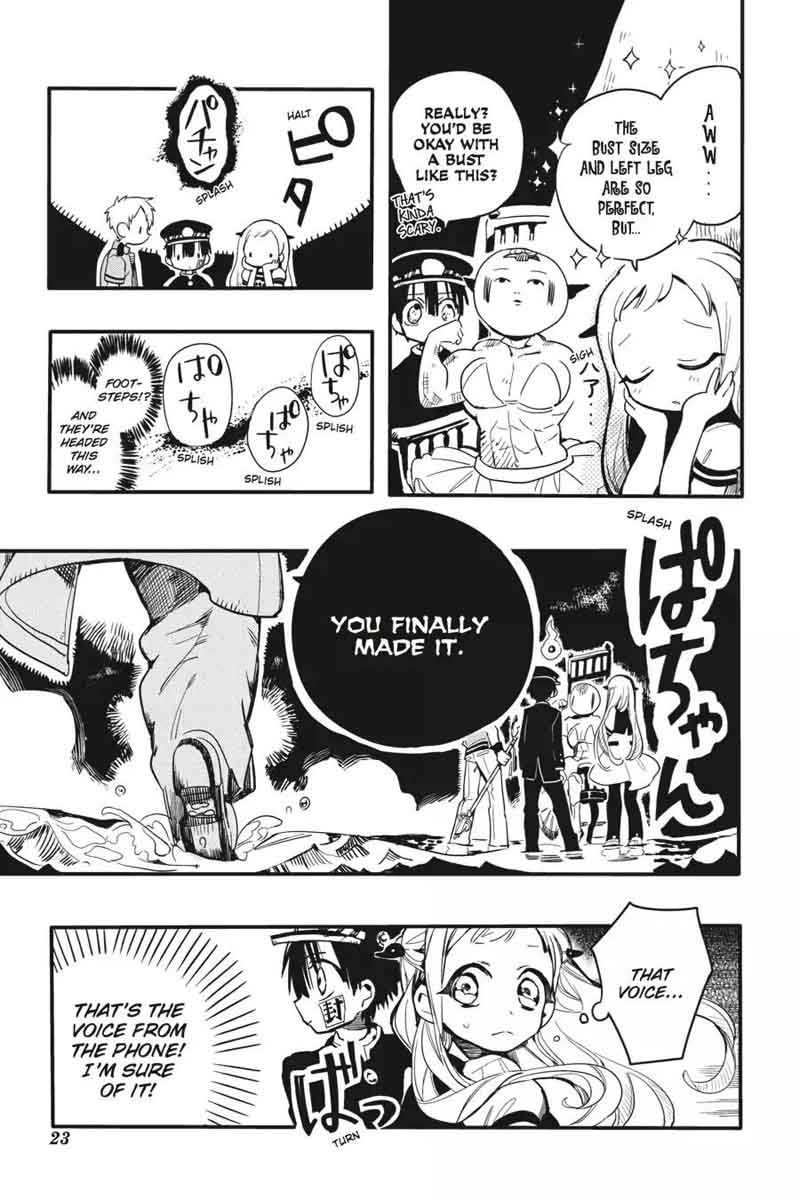 AWW...
THE
BUST SIZE
AND LEFT LEG
ARE SO
PERFECT,
BUT...
REALLY?
YOU'D BE
OKAY WITH
A BUST
LIKE THIS?
THAT'S
KINDA
SCARY.
SIGH
ハァ…
ピタ
HALT
パチャン
SPLASH
ぱちゃ
SPLISH
ぱちゃ
SPLISH
ぱちゃ
SPLISH
FOOT-
STEPS!?
AND
THEY'RE
HEADED
THIS
WAY...
SPLASH
ぱちゃん
YOU FINALLY
MADE IT.
THAT
VOICE...
封
ばっ
TURN
THAT'S THE
VOICE FROM
THE PHONE!
I'M SURE
OF IT!
23